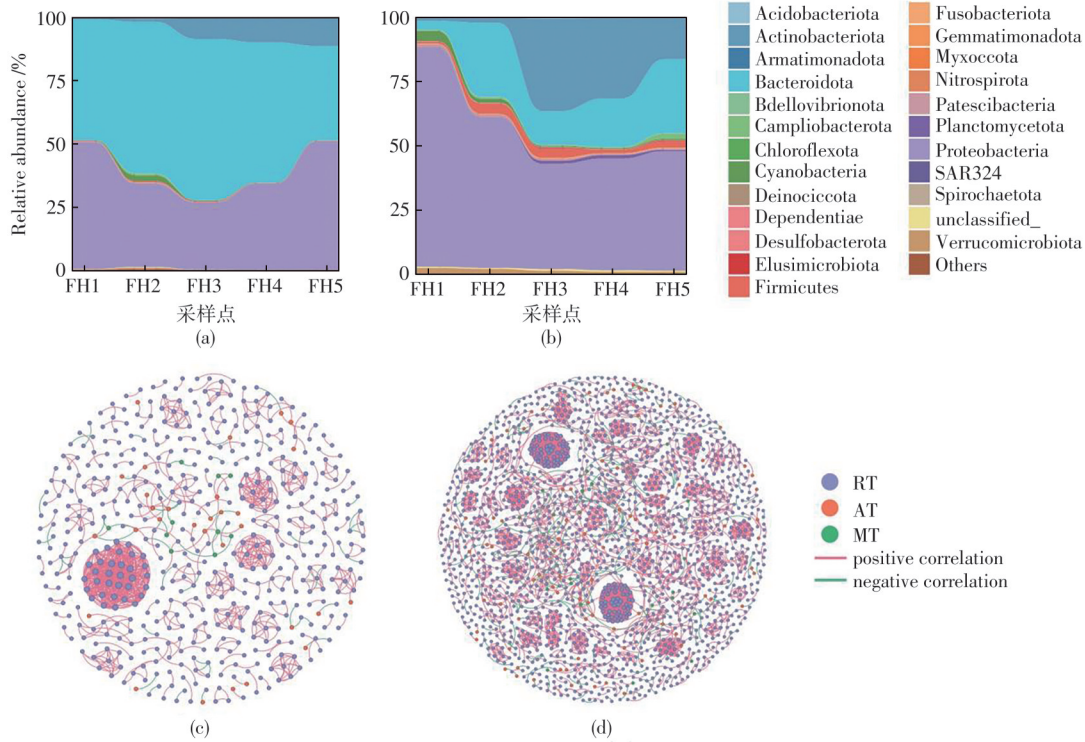 Relative abundance /%
100
75
50
25
0
FH1 FH2 FH3 FH4 FH5
采样点
(a)
100
75
50
25
0
FH1 FH2 FH3 FH4 FH5
采样点
(b)
Acidobacteriota
Actinobacteriota
Armatimonadota
Bacteroidota
Bdellovibrionota
Campliobacterota
Chloroflexota
Cyanobacteria
Deinociccota
Dependentiae
Desulfobacterota
Elusimicrobiota
Firmicutes
Fusobacteriota
Gemmatimonadota
Myxoccota
Nitrospirota
Patescibacteria
Planctomycetota
Proteobacteria
SAR324
Spirochaetota
unclassified_
Verrucomicrobiota
Others
(c)
(d)
RT
AT
MT
positive correlation
negative correlation